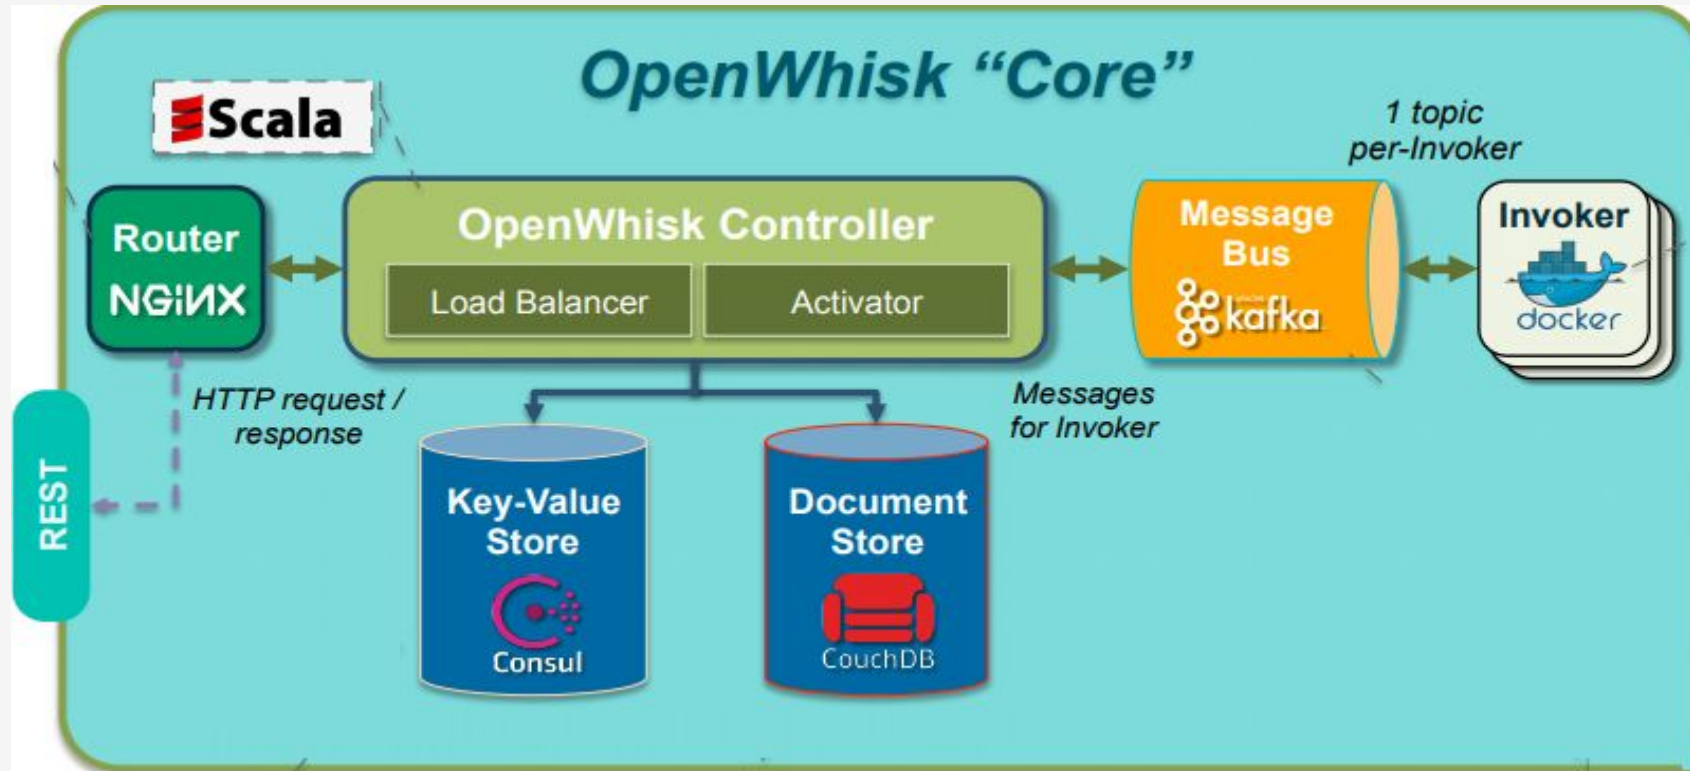 OpenWhisk “Core”
Scala
1 topic
per-Invoker
Router
NGINX
OpenWhisk Controller
Load Balancer
Activator
Message
Bus
kafka
Invoker
docker
HTTP request /
response
Messages
for Invoker
REST
Key-Value
Store
Consul
Document
Store
CouchDB